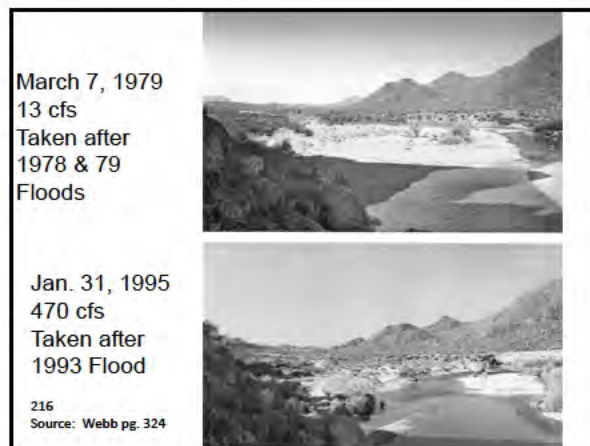 March 7, 1979
13 cfs
Taken after
1978 & 79
Floods
Jan. 31, 1995
470 cfs
Taken after
1993 Flood
216
Source: Webb pg. 324